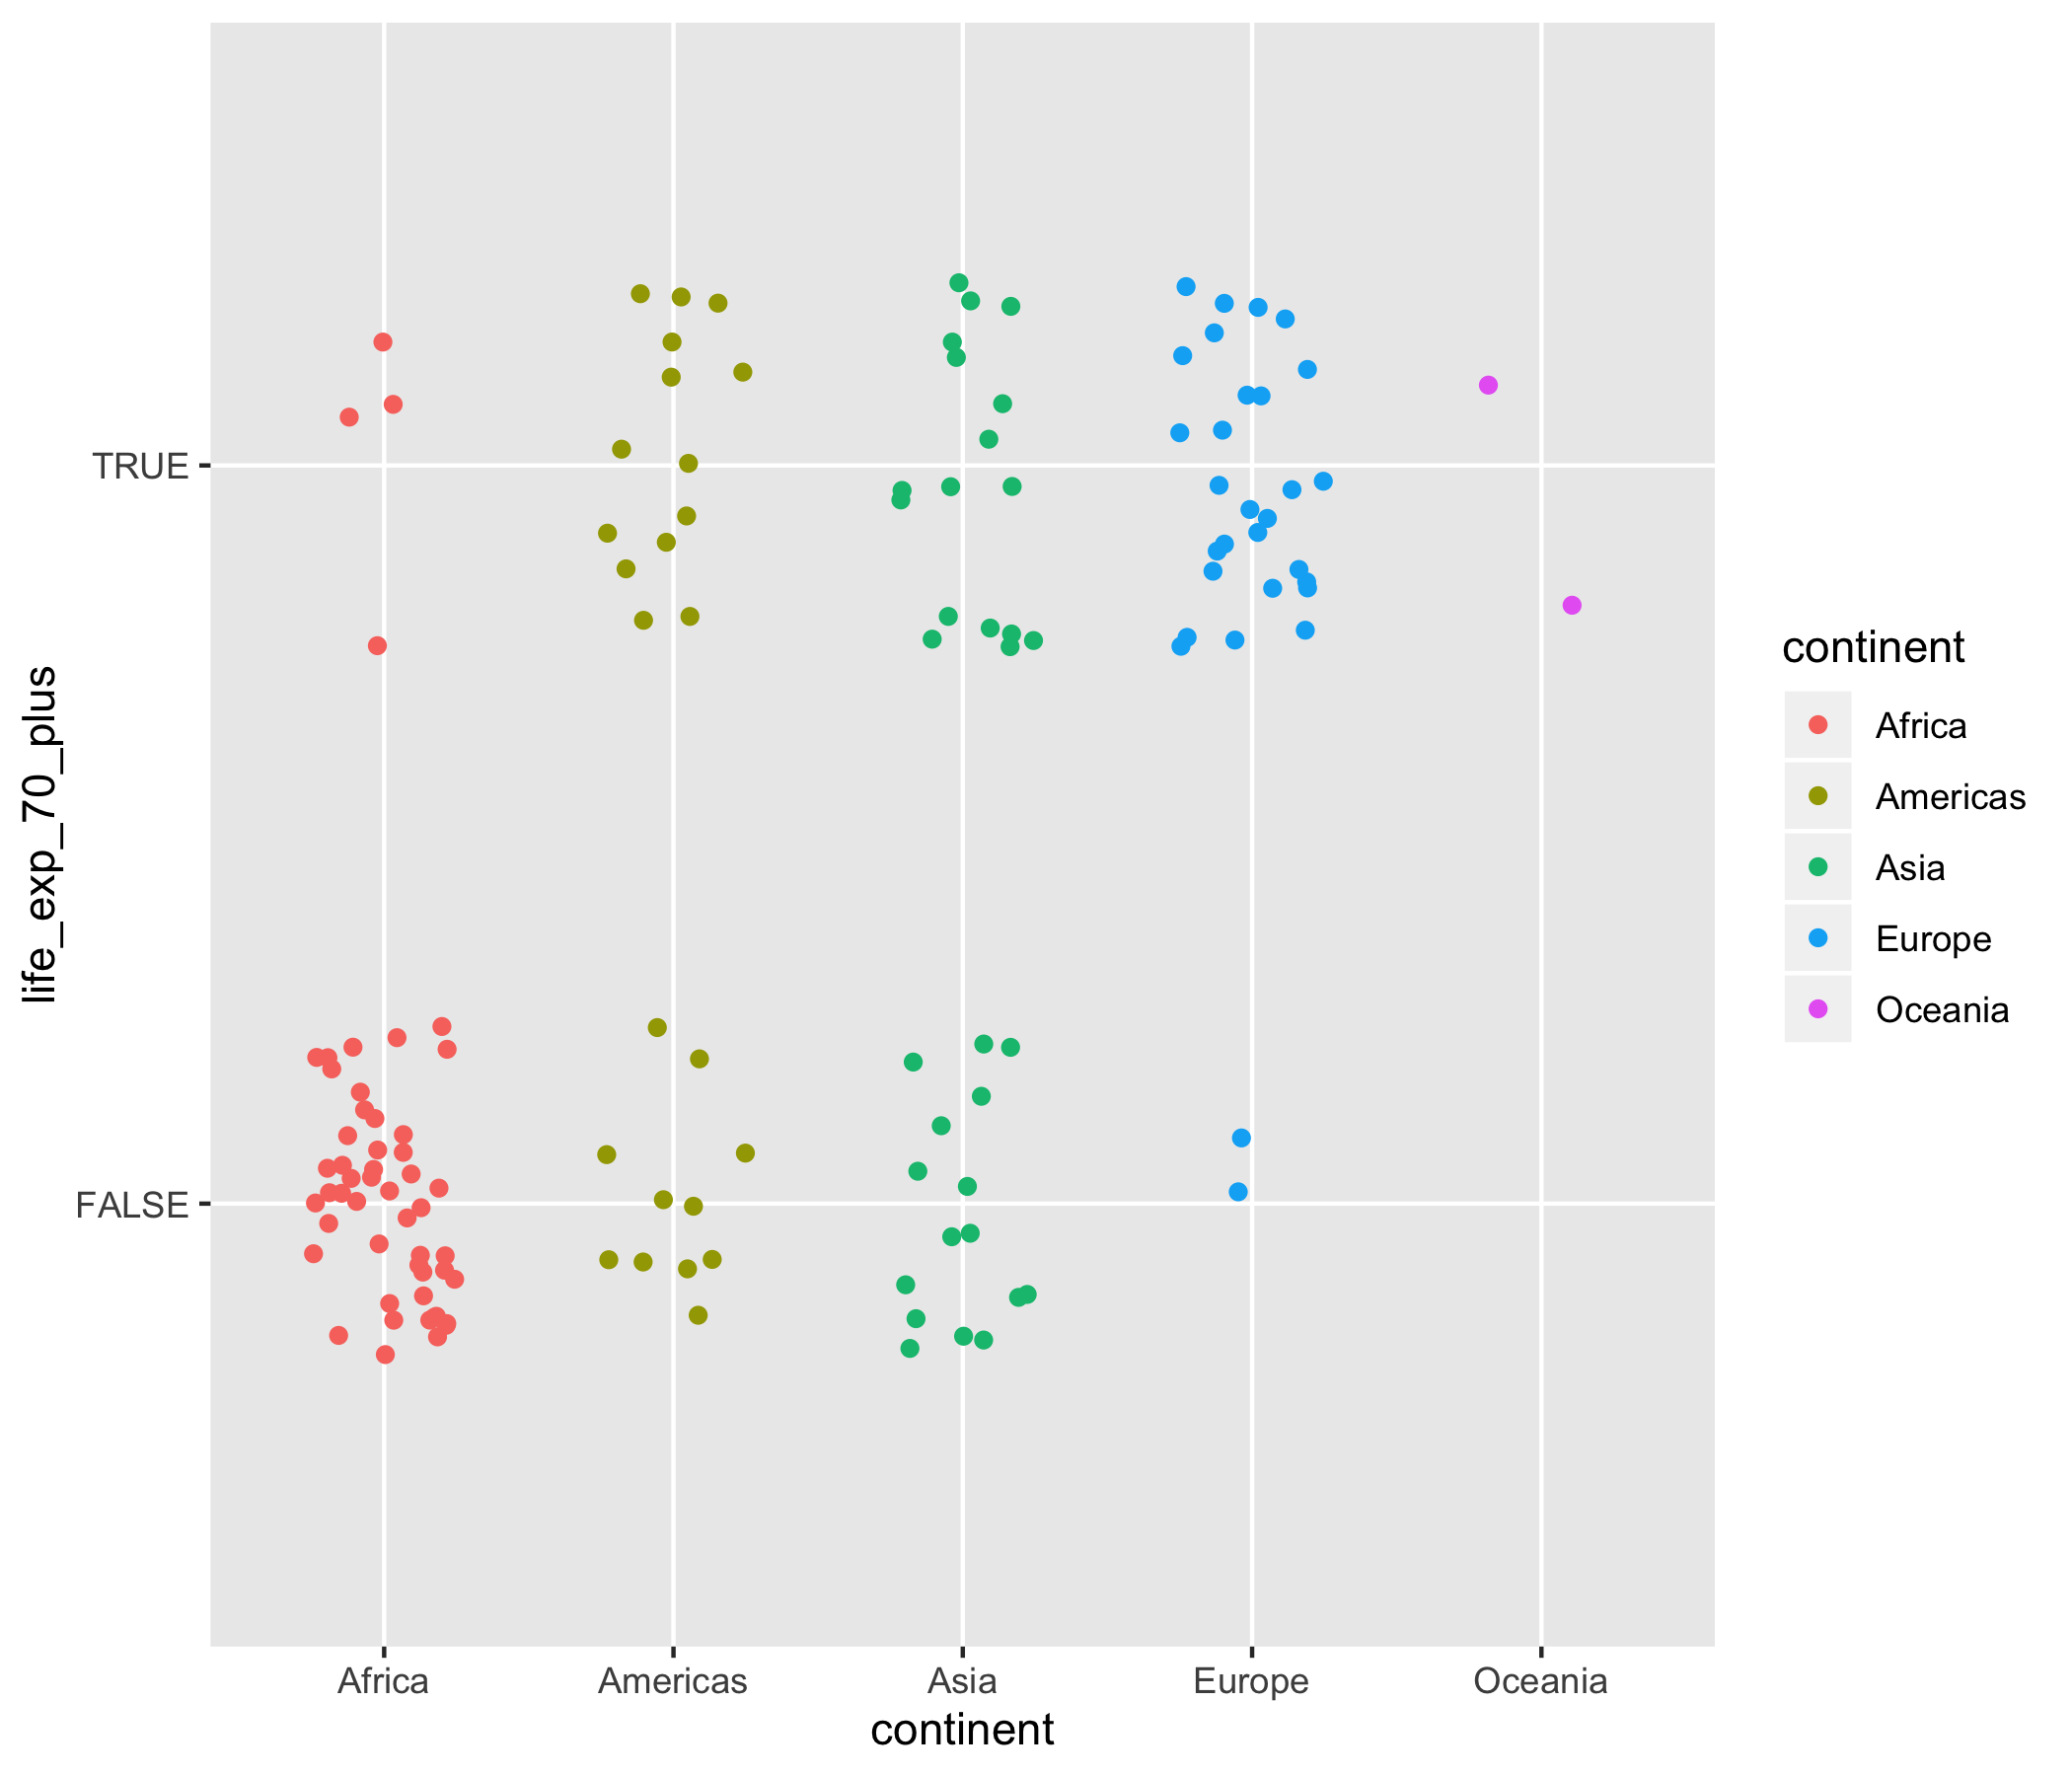 life_exp_70_plus
TRUE
FALSE
Africa
Americas
Asia
Europe
Oceania
continent
continent
Africa
Americas
Asia
Europe
Oceania